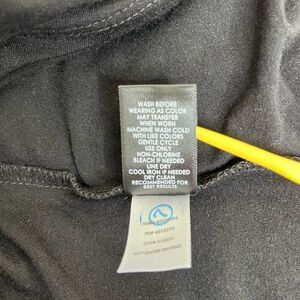 WASH BEFORE
WEARING AS COLOR
MAY TRANSFER
WHEN WORN
MACHINE WASH COLD
WITH LIKE COLORS
GENTLE CYCLE
USE ONLY
NON-CHLORINE
BLEACH IF NEEDED
LINE DRY
COOL IRON IF NEEDED
DRY CLEAN
RECOMMENDED FOR
BEST RESULTS